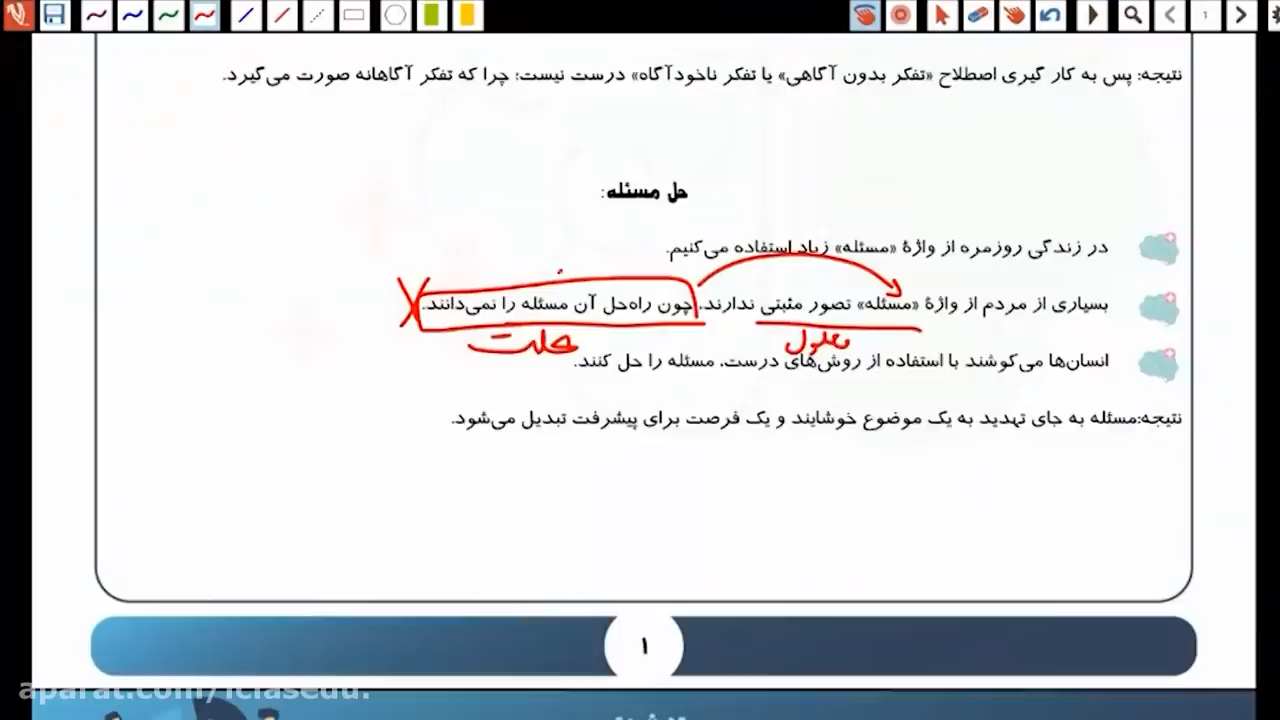 نتیجه: پس به کار گیری اصطلاح «تفکر بدون آگاهی» یا تفکر ناخودآگاه» درست نیست؛ چرا که تفکر آگاهانه صورت می‌گیرد.
حل مسئله:
در زندگی روزمره از واژهٔ «مسئله» زیاد استفاده می‌کنیم.
بسیاری از مردم از واژهٔ «مسئله» تصور مثبتی ندارند، چون راه‌حل آن مسئله را نمی‌دانند.
معلول علت
انسان‌ها می‌کوشند با استفاده از روش‌های درست، مسئله را حل کنند.
نتیجه:مسئله به جای تهدید به یک موضوع خوشایند و یک فرصت برای پیشرفت تبدیل می‌شود.
۱
aparat.com/iclasedu.